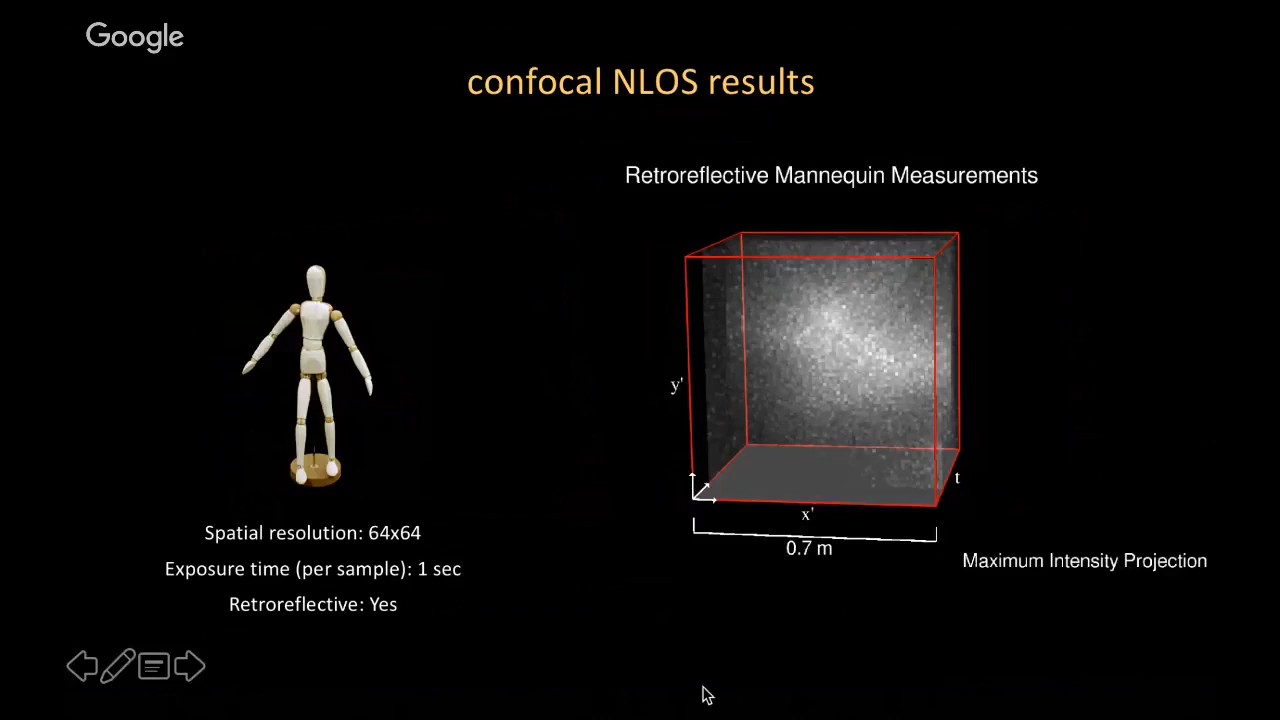 Google
confocal NLOS results
Retroreflective Mannequin Measurements
y'
t
x'
0.7 m
Maximum Intensity Projection
Spatial resolution: 64x64
Exposure time (per sample): 1 sec
Retroreflective: Yes